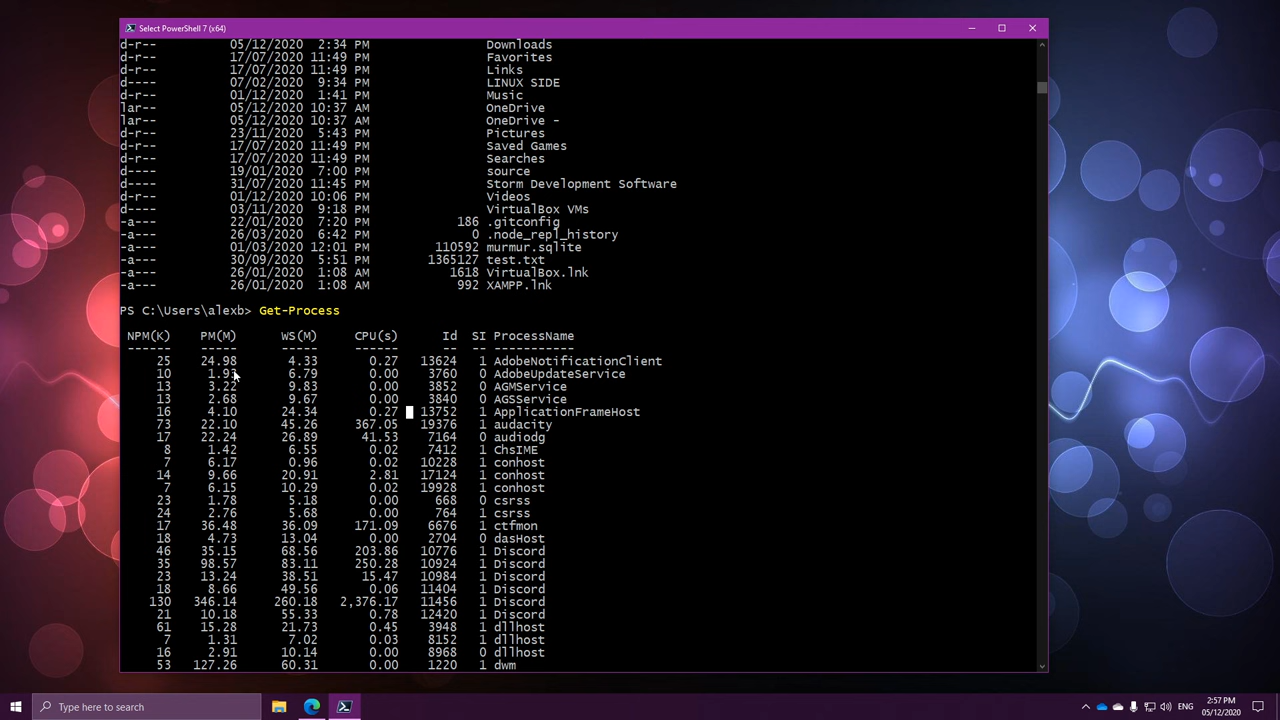 Select PowerShell 7 (x64)
d-r-- 05/12/2020 2:34 PM Downloads
d-r-- 17/07/2020 11:49 PM Favorites
d-r-- 17/07/2020 11:49 PM Links
d---- 07/02/2020 9:34 PM LINUX SIDE
d-r-- 01/12/2020 1:41 PM Music
lar-- 05/12/2020 10:37 AM OneDrive
lar-- 05/12/2020 10:37 AM OneDrive -
d-r-- 23/11/2020 5:43 PM Pictures
d-r-- 17/07/2020 11:49 PM Saved Games
d-r-- 17/07/2020 11:49 PM Searches
d---- 19/01/2020 7:00 PM source
d---- 31/07/2020 11:45 PM Storm Development Software
d-r-- 01/12/2020 10:06 PM Videos
d---- 03/11/2020 9:18 PM VirtualBox VMs
-a--- 22/01/2020 7:20 PM 186 .gitconfig
-a--- 26/03/2020 6:42 PM 0 .node_repl_history
-a--- 01/03/2020 12:01 PM 110592 murmur.sqlite
-a--- 30/09/2020 5:51 PM 1365127 test.txt
-a--- 26/01/2020 1:08 AM 1618 VirtualBox.lnk
-a--- 26/01/2020 1:08 AM 992 XAMPP.lnk
PS C:\Users\alexb> Get-Process
NPM(K) PM(M) WS(M) CPU(s) Id SI ProcessName
------ ----- ----- ------ -- -- -----------
25 24.98 4.33 0.27 13624 1 AdobeNotificationClient
10 1.93 6.79 0.00 3760 0 AdobeUpdateService
13 3.22 9.83 0.00 3852 0 AGMService
13 2.68 9.67 0.00 3840 0 AGSService
16 4.10 24.34 0.27 13752 1 ApplicationFrameHost
73 22.10 45.26 367.05 19376 1 audacity
17 22.24 26.89 41.53 7164 0 audiodg
8 1.42 6.55 0.02 7412 1 ChsIME
7 6.17 0.96 0.02 10228 1 conhost
14 9.66 20.91 2.81 17124 1 conhost
7 6.15 10.29 0.02 19928 1 conhost
23 1.78 5.18 0.00 668 0 csrss
24 2.76 5.68 0.00 764 1 csrss
17 36.48 36.09 171.09 6676 1 ctfmon
18 4.73 13.04 0.00 2704 0 dasHost
46 35.15 68.56 203.86 10776 1 Discord
35 98.57 83.11 250.28 10924 1 Discord
23 13.24 38.51 15.47 10984 1 Discord
18 8.66 49.56 0.06 11404 1 Discord
130 346.14 260.18 2,376.17 11456 1 Discord
21 10.18 55.33 0.78 12420 1 Discord
61 15.28 21.73 0.45 3948 1 dllhost
7 1.31 7.02 0.03 8152 1 dllhost
16 2.91 10.14 0.00 8968 0 dllhost
53 127.26 60.31 0.00 1220 1 dwm
Type here to search
ENG
2:57 PM
05/12/2020